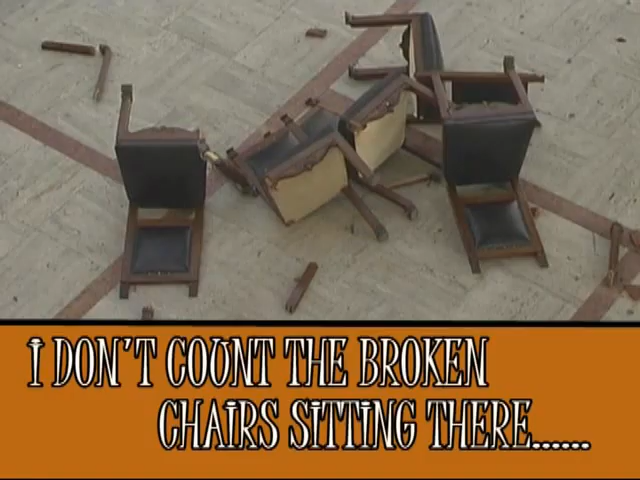 I DON'T COUNT THE BROKEN
CHAIRS SITTING THERE......